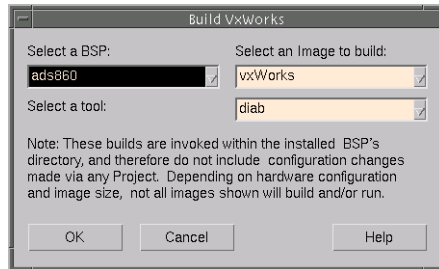 Build VxWorks
Select a BSP:
Select an Image to build:
ads860
vxWorks
Select a tool:
diab
Note: These builds are invoked within the installed BSP's
directory, and therefore do not include configuration changes
made via any Project. Depending on hardware configuration
and image size, not all images shown will build and/or run.
OK
Cancel
Help